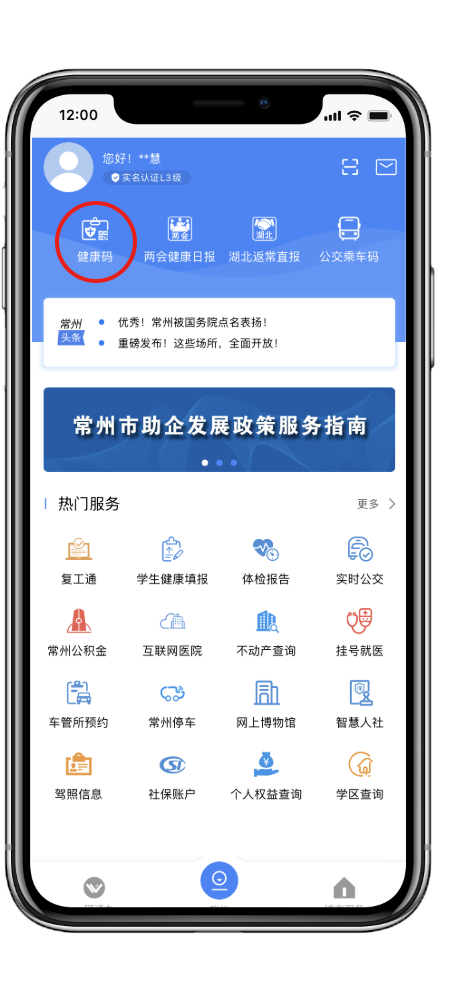 12:00
您好！**慧
实名认证L3级
两会
湖北
健康码
两会健康日报
湖北返常直报
公交乘车码
常州
头条
优秀！常州被国务院点名表扬！
重磅发布！这些场所，全面开放！
常州市助企发展政策服务指南
热门服务
更多
复工通
学生健康填报
体检报告
实时公交
常州公积金
互联网医院
不动产查询
挂号就医
车管所预约
常州停车
网上博物馆
智慧人社
驾照信息
社保账户
个人权益查询
学区查询